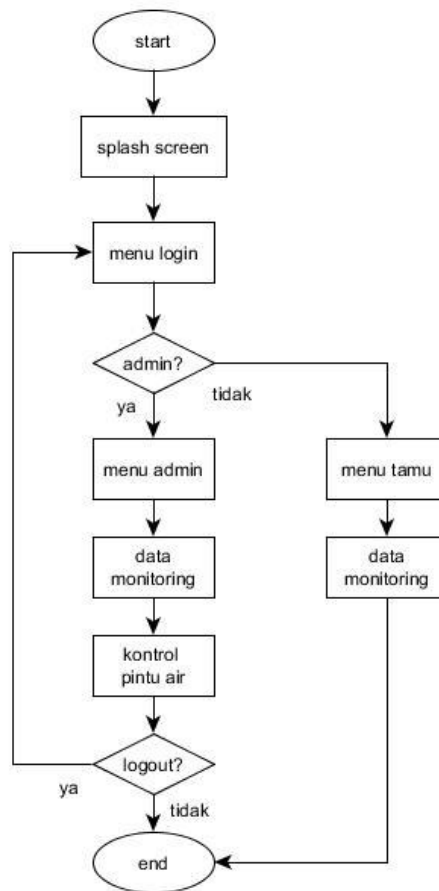 start
splash screen
menu login
admin?
ya
tidak
menu admin
menu tamu
data
monitoring
data
monitoring
kontrol
pintu air
logout?
ya
tidak
end